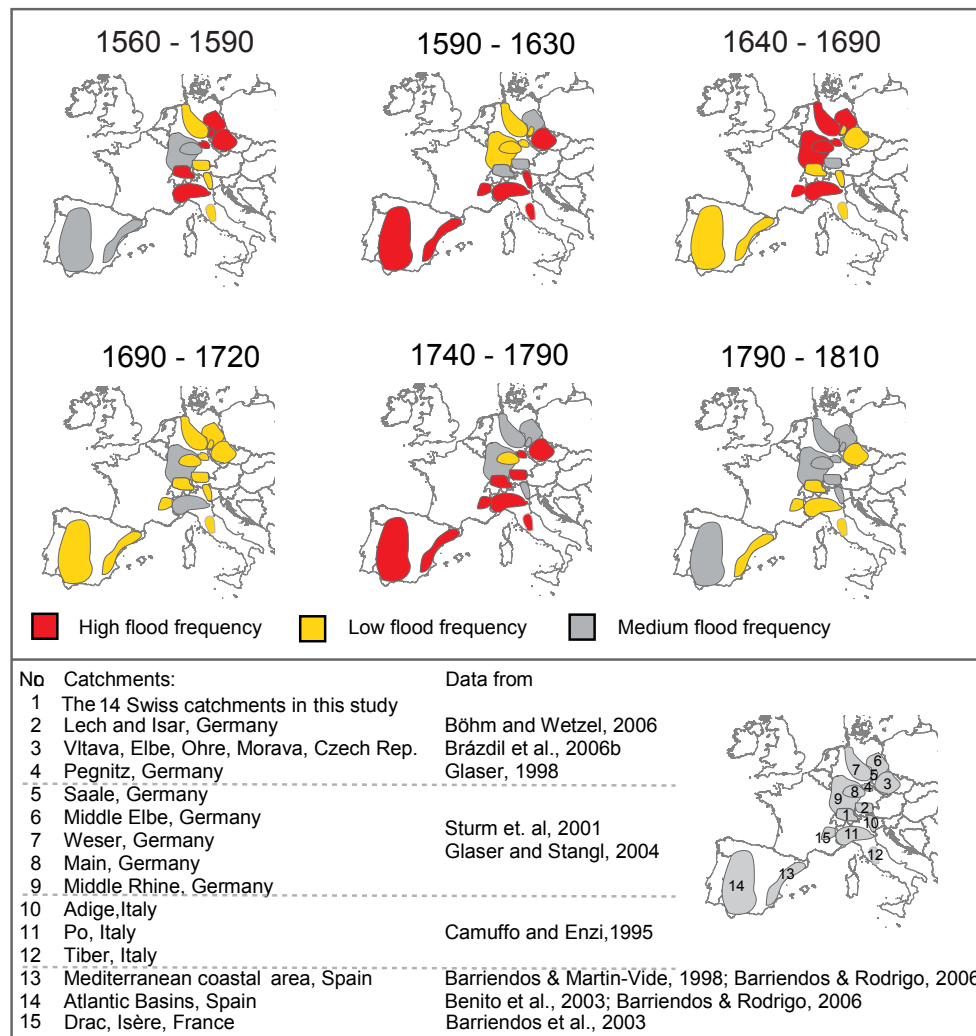 1560 - 1590
1590 - 1630
1640 - 1690
1690 - 1720
1740 - 1790
1790 - 1810
High flood frequency
Low flood frequency
Medium flood frequency
No Catchments: Data from
1 The 14 Swiss catchments in this study
2 Lech and Isar, Germany Böhm and Wetzel, 2006
3 Vltava, Elbe, Ohre, Morava, Czech Rep. Brázdil et al., 2006b
4 Pegnitz, Germany Glaser, 1998
5 Saale, Germany
6 Middle Elbe, Germany
7 Weser, Germany
8 Main, Germany
9 Middle Rhine, Germany
Sturm et. al, 2001
Glaser and Stangl, 2004
10 Adige,Italy
11 Po, Italy Camuffo and Enzi,1995
12 Tiber, Italy
13 Mediterranean coastal area, Spain Barriendos & Martin-Vide, 1998; Barriendos & Rodrigo, 2006
14 Atlantic Basins, Spain Benito et al., 2003; Barriendos & Rodrigo, 2006
15 Drac, Isère, France Barriendos et al., 2003
6
7
5
4
3
8
9
2
1
10
11
15
12
13
14